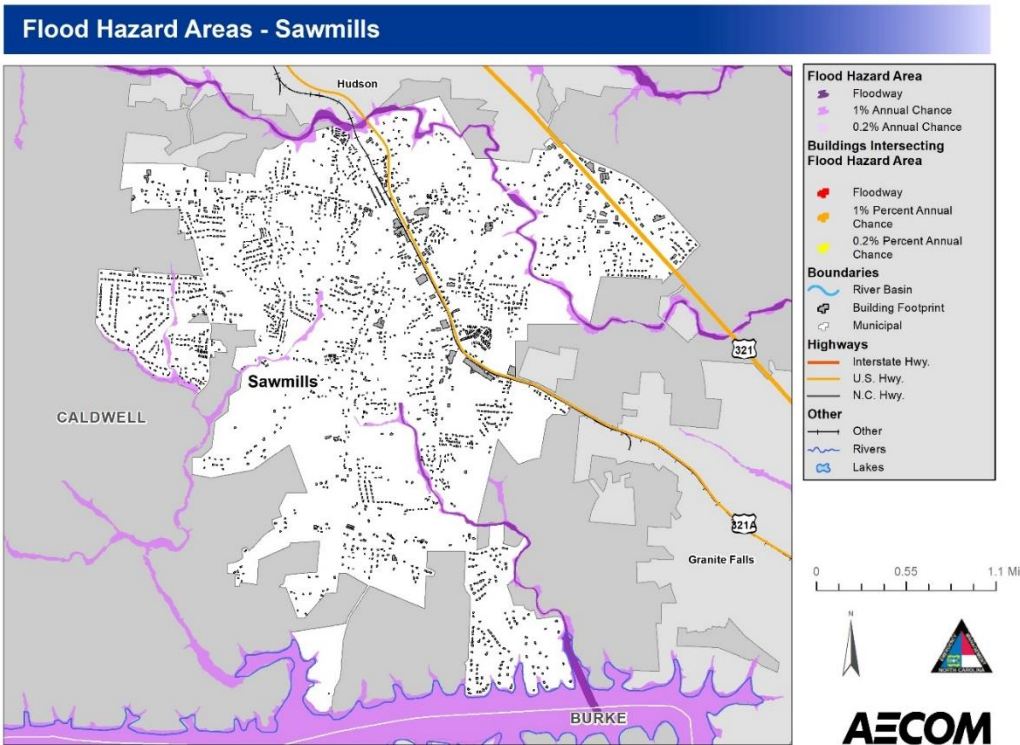 Flood Hazard Areas - Sawmills
Hudson
Sawmills
CALDWELL
321
321A
Granite Falls
BURKE
Flood Hazard Area
Floodway
1% Annual Chance
0.2% Annual Chance
Buildings Intersecting
Flood Hazard Area
Floodway
1% Percent Annual
Chance
0.2% Percent Annual
Chance
Boundaries
River Basin
Building Footprint
Municipal
Highways
Interstate Hwy.
U.S. Hwy.
N.C. Hwy.
Other
Other
Rivers
Lakes
0 0.55 1.1 Mi
N
NORTH CAROLINA
AECOM